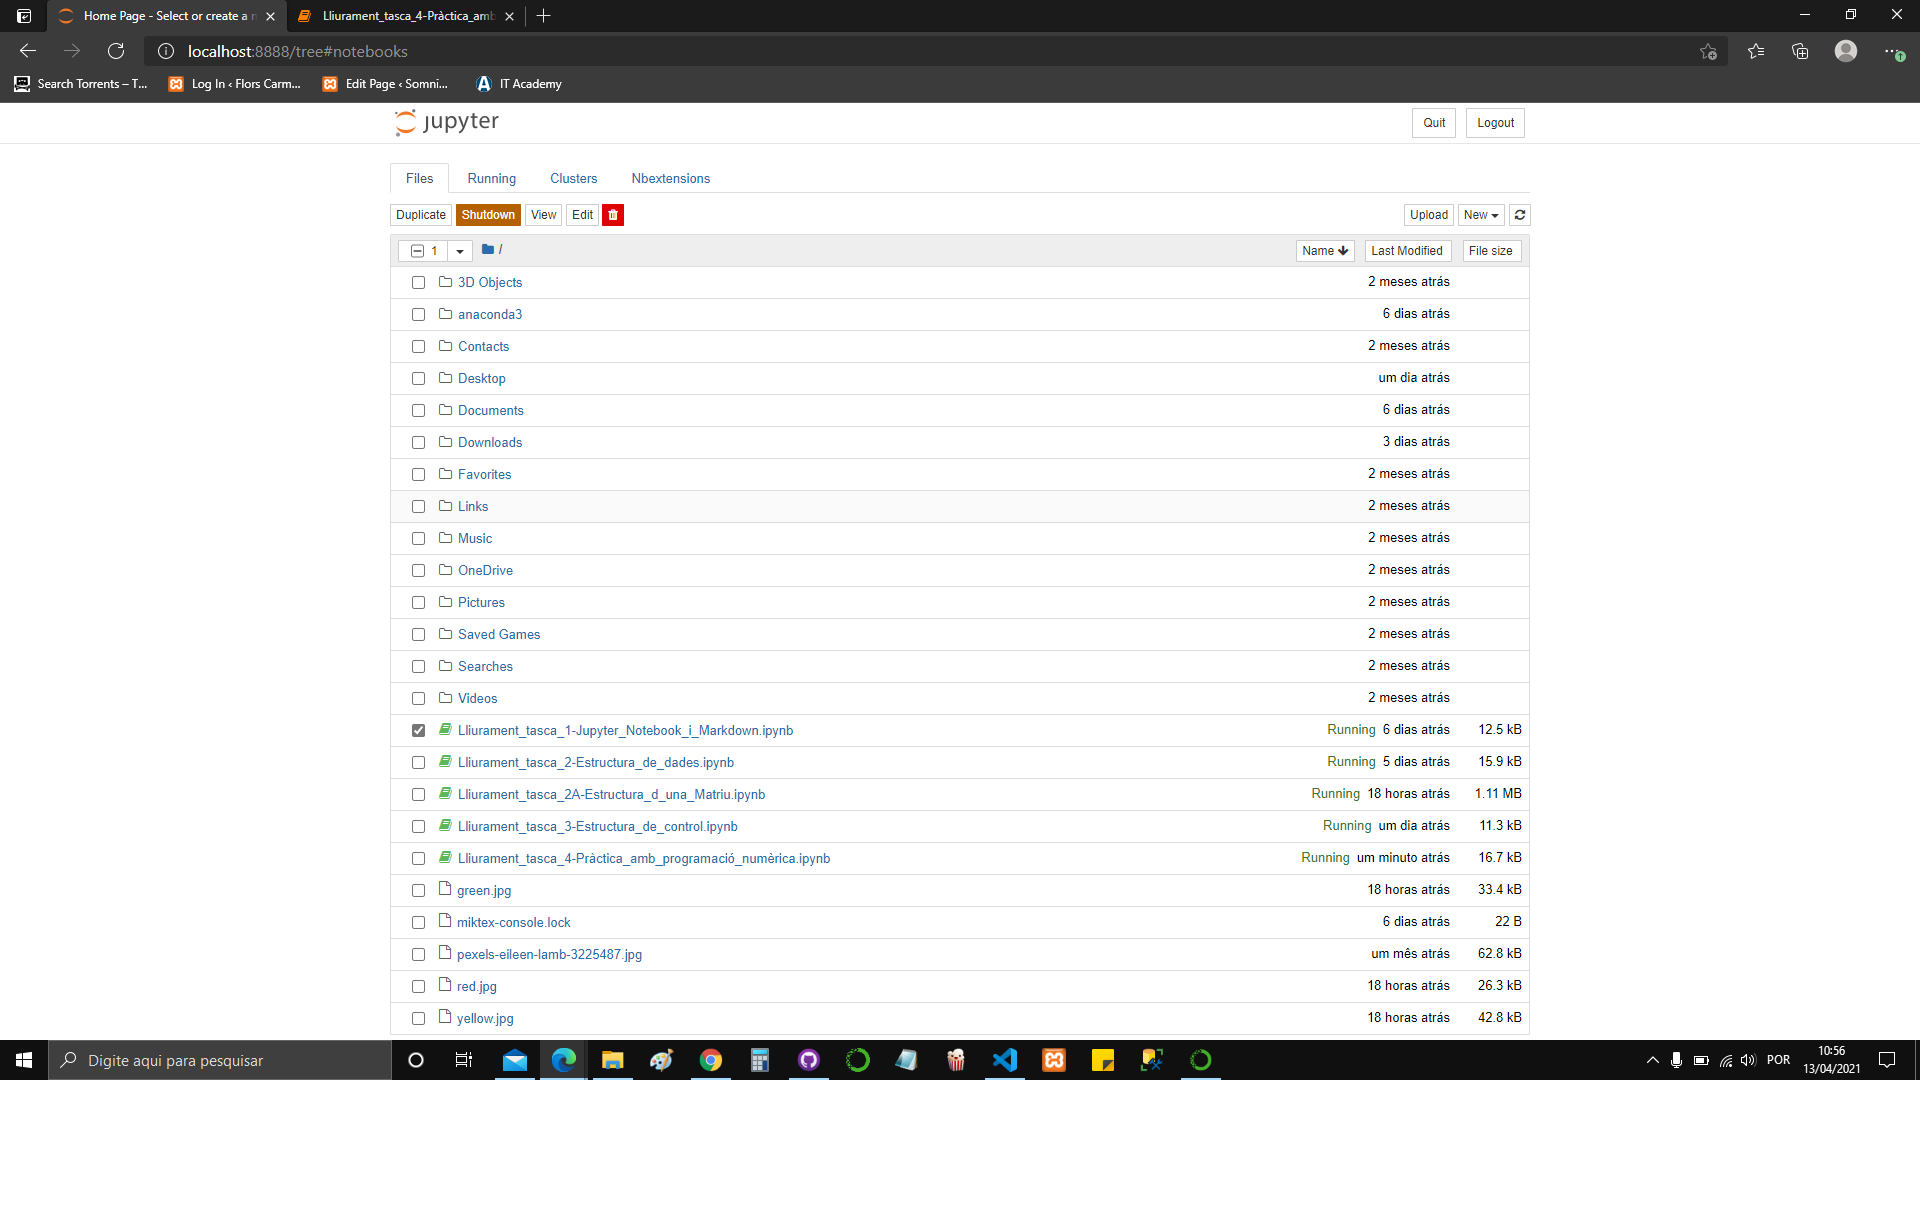 Home Page - Select or create a n
Lliurament_tasca_4-Pràctica_amb
localhost:8888/tree#notebooks
Search Torrents – T...
Log In ‹ Flors Carm...
Edit Page ‹ Somni...
IT Academy
jupyter
Quit
Logout
Files
Running
Clusters
Nbextensions
Duplicate
Shutdown
View
Edit
Upload
New
1
/
Name
Last Modified
File size
3D Objects 2 meses atrás
anaconda3 6 dias atrás
Contacts 2 meses atrás
Desktop um dia atrás
Documents 6 dias atrás
Downloads 3 dias atrás
Favorites 2 meses atrás
Links 2 meses atrás
Music 2 meses atrás
OneDrive 2 meses atrás
Pictures 2 meses atrás
Saved Games 2 meses atrás
Searches 2 meses atrás
Videos 2 meses atrás
Lliurament_tasca_1-Jupyter_Notebook_i_Markdown.ipynb Running 6 dias atrás 12.5 kB
Lliurament_tasca_2-Estructura_de_dades.ipynb Running 5 dias atrás 15.9 kB
Lliurament_tasca_2A-Estructura_d_una_Matriu.ipynb Running 18 horas atrás 1.11 MB
Lliurament_tasca_3-Estructura_de_control.ipynb Running um dia atrás 11.3 kB
Lliurament_tasca_4-Pràctica_amb_programació_numèrica.ipynb Running um minuto atrás 16.7 kB
green.jpg 18 horas atrás 33.4 kB
miktex-console.lock 6 dias atrás 22 B
pexels-eileen-lamb-3225487.jpg um mês atrás 62.8 kB
red.jpg 18 horas atrás 26.3 kB
yellow.jpg 18 horas atrás 42.8 kB
Digite aqui para pesquisar
POR
10:56
13/04/2021